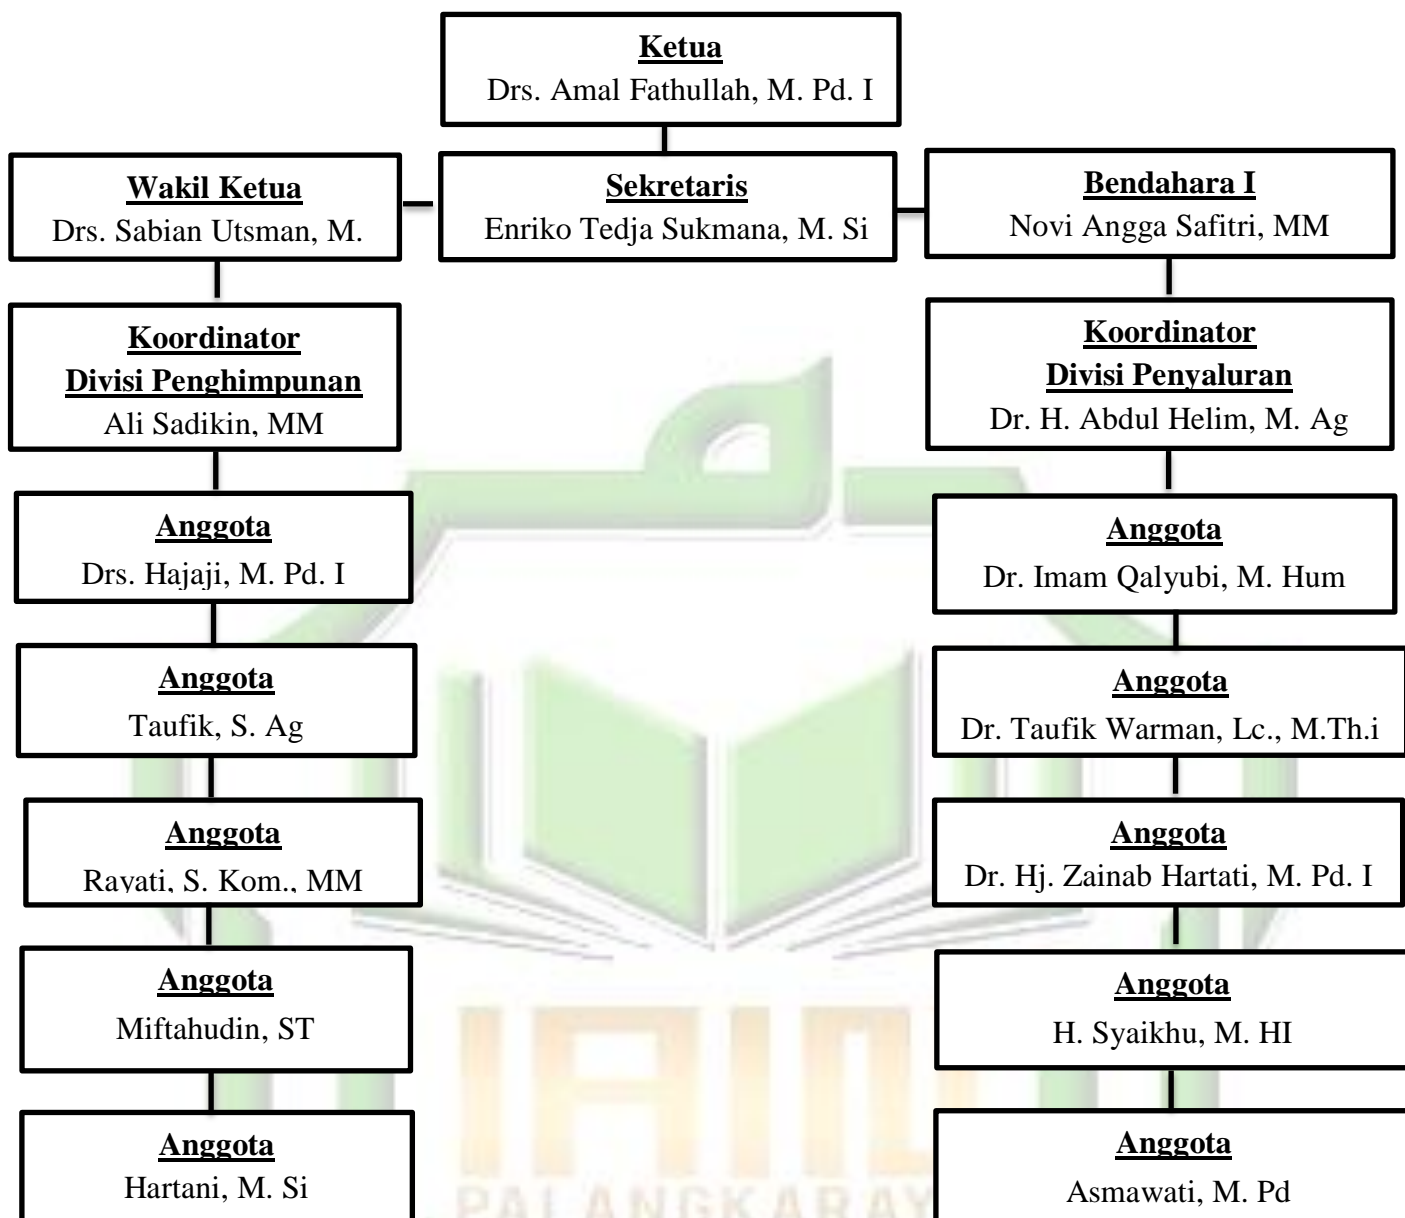 Ketua
Drs. Amal Fathullah, M. Pd. I
Wakil Ketua
Drs. Sabian Utsman, M.
Sekretaris
Enriko Tedja Sukmana, M. Si
Bendahara I
Novi Angga Safitri, MM
Koordinator
Divisi Penghimpunan
Ali Sadikin, MM
Koordinator
Divisi Penyaluran
Dr. H. Abdul Helim, M. Ag
Anggota
Drs. Hajaji, M. Pd. I
Anggota
Dr. Imam Qalyubi, M. Hum
Anggota
Taufik, S. Ag
Anggota
Dr. Taufik Warman, Lc., M.Th.i
Anggota
Rayati, S. Kom., MM
Anggota
Dr. Hj. Zainab Hartati, M. Pd. I
Anggota
Miftahudin, ST
Anggota
H. Syaikhu, M. HI
Anggota
Hartani, M. Si
Anggota
Asmawati, M. Pd
IAIN
PALANGKARAY